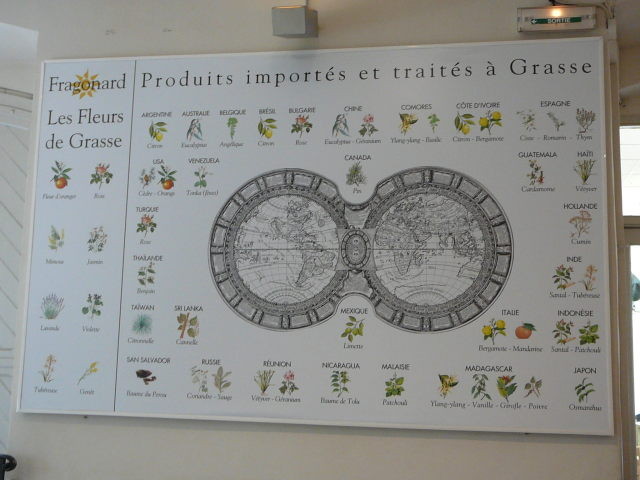 SORTIE
Fragonard
Les Fleurs
de Grasse
Fleur d'oranger
Rose
Mimosa
Jasmin
Lavande
Violette
Tubéreuse
Genêt
Produits importés et traités à Grasse
ARGENTINE
Citron
AUSTRALIE
Eucalyptus
BELGIQUE
Angélique
BRÉSIL
Citron
BULGARIE
Rose
CHINE
Eucalyptus - Géranium
COMORES
Ylang-ylang - Basilic
CÔTE D'IVOIRE
Citron - Bergamote
ESPAGNE
Ciste - Romarin - Thym
USA
Cèdre - Orange
VENEZUELA
Tonka (fèves)
CANADA
Pin
GUATEMALA
Cardamome
HAÏTI
Vétyver
TURQUIE
Rose
HOLLANDE
Cumin
THAÏLANDE
Benjoin
INDE
Santal - Tubéreuse
TAÏWAN
Citronnelle
SRI LANKA
Cannelle
MEXIQUE
Limette
ITALIE
Bergamote - Mandarine
INDONÉSIE
Santal - Patchouli
SAN SALVADOR
Baume du Pérou
RUSSIE
Coriandre - Sauge
RÉUNION
Vétyver - Géranium
NICARAGUA
Baume de Tolu
MALAISIE
Patchouli
MADAGASCAR
Ylang-ylang - Vanille - Girofle - Poivre
JAPON
Osmanthus